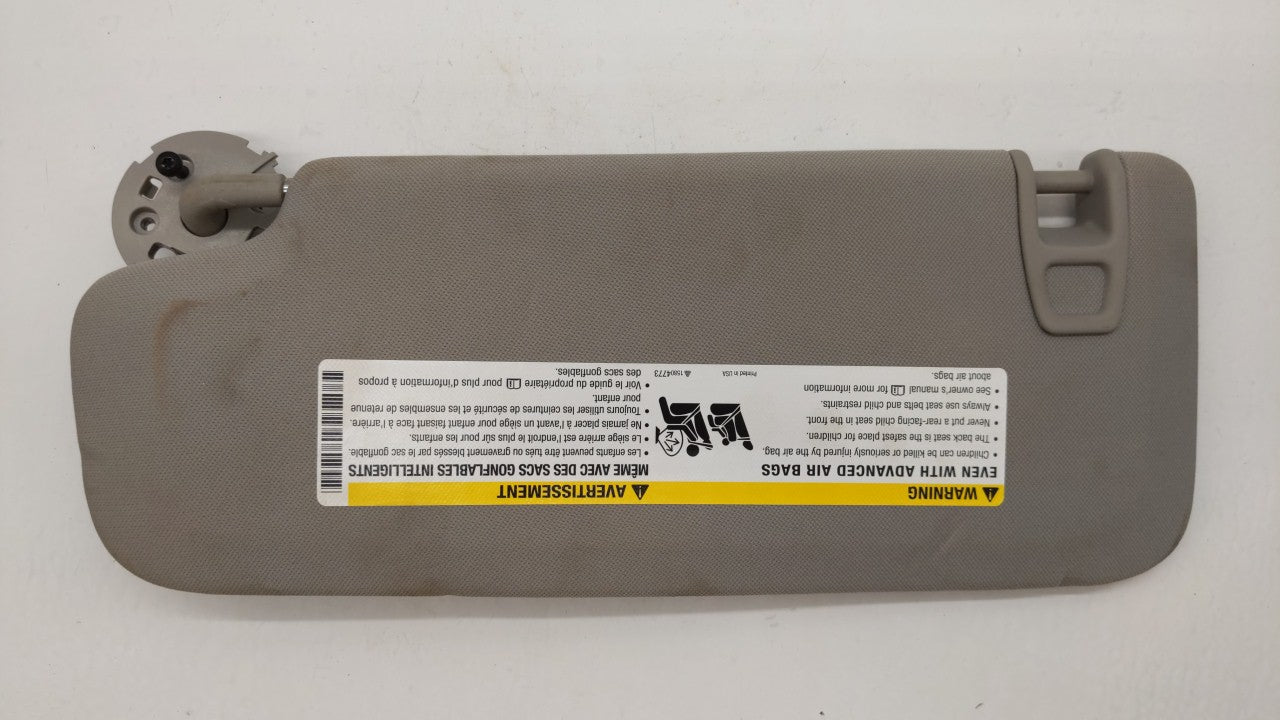 ⚠ WARNING
EVEN WITH ADVANCED AIR BAGS
• Children can be killed or seriously injured by the air bag.
• The back seat is the safest place for children.
• Never put a rear-facing child seat in the front.
• Always use seat belts and child restraints.
• See owner's manual for more information
about air bags.
Printed in USA
15804773
⚠ AVERTISSEMENT
MÊME AVEC DES SACS GONFLABLES INTELLIGENTS
• Les enfants peuvent être tués ou gravement blessés par le sac gonflable.
• Le siège arrière est l'endroit le plus sûr pour les enfants.
• Ne jamais placer à l'avant un siège pour enfant faisant face à l'arrière.
• Toujours utiliser les ceintures de sécurité et les ensembles de retenue
pour enfant.
• Voir le guide du propriétaire pour plus d'information à propos
des sacs gonflables.